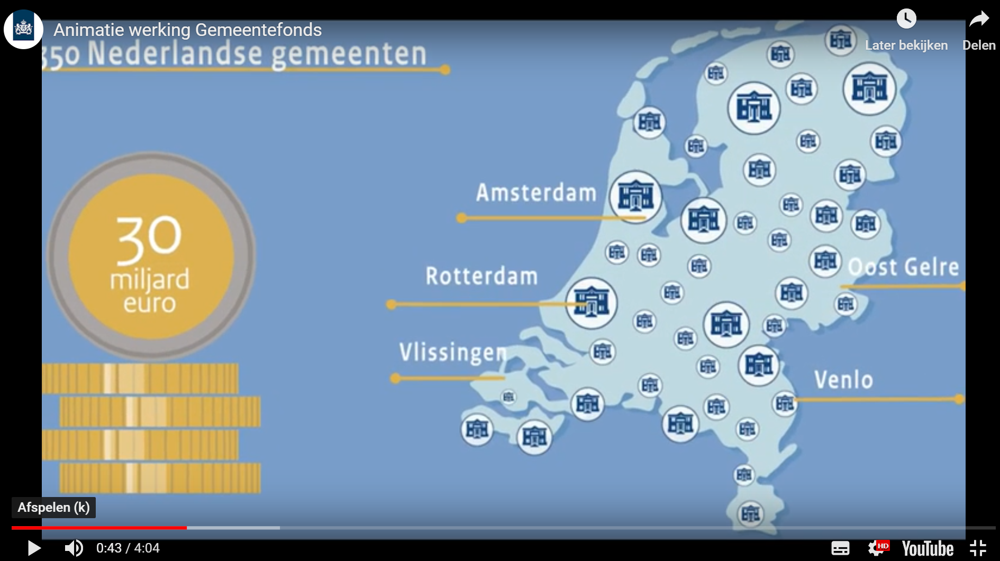 Animatie werking Gemeentefonds
Later bekijken
Delen
350 Nederlandse gemeenten
30
miljard
euro
Amsterdam
Rotterdam
Vlissingen
Oost Gelre
Venlo
Afspelen (k)
0:43 / 4:04
HD
YouTube